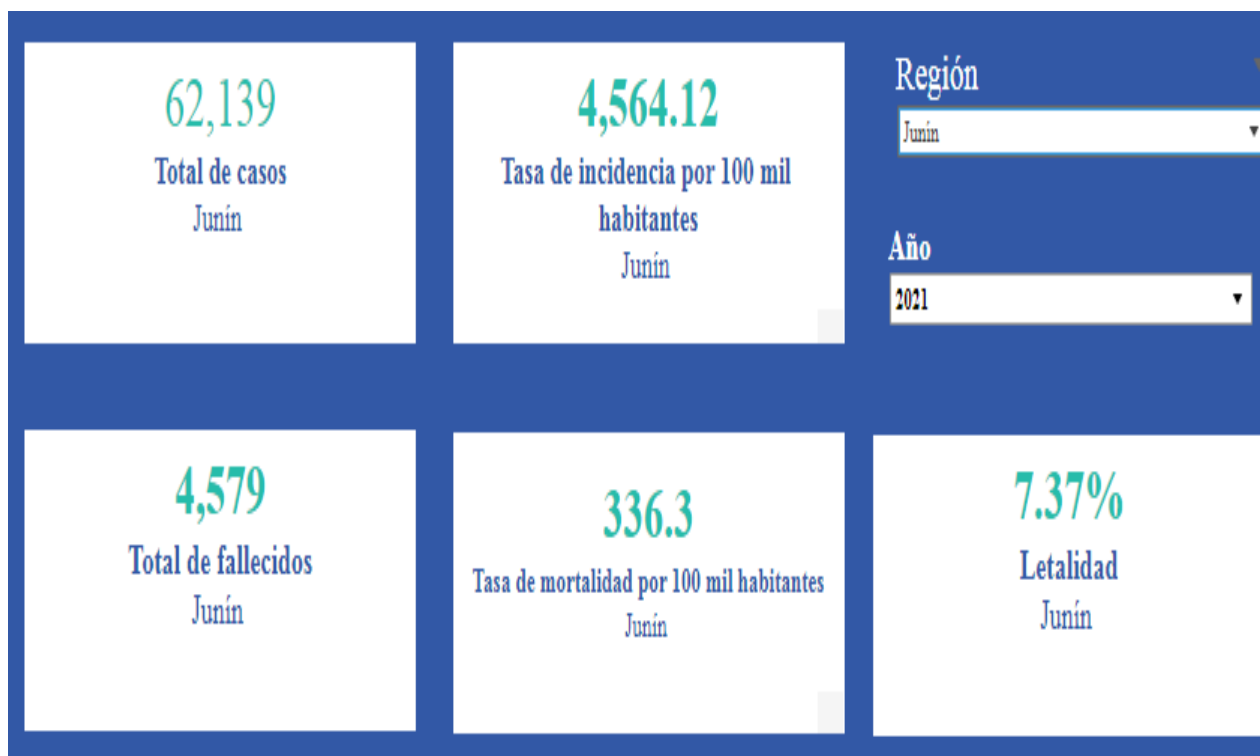 62,139
Total de casos
Junín
4,564.12
Tasa de incidencia por 100 mil
habitantes
Junín
Región
Junín
Año
2021
4,579
Total de fallecidos
Junín
336.3
Tasa de mortalidad por 100 mil habitantes
Junín
7.37%
Letalidad
Junín